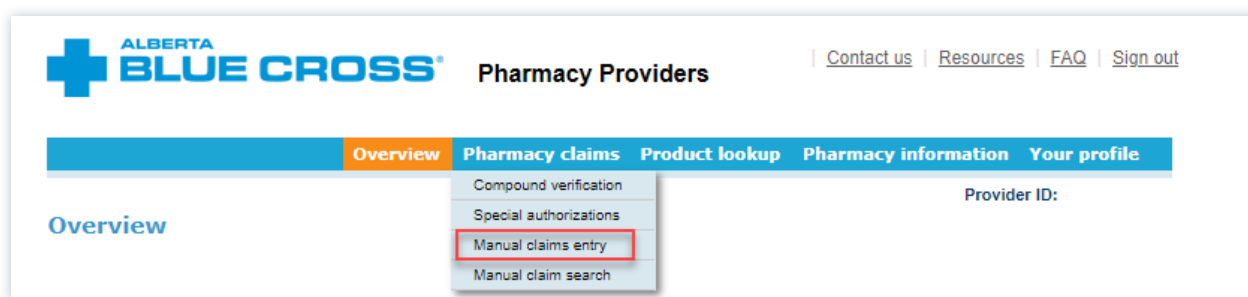 ALBERTA
BLUE CROSS®
Pharmacy Providers
| Contact us | Resources | FAQ | Sign out
Overview Pharmacy claims Product lookup Pharmacy information Your profile
Compound verification
Special authorizations
Manual claims entry
Manual claim search
Provider ID:
Overview